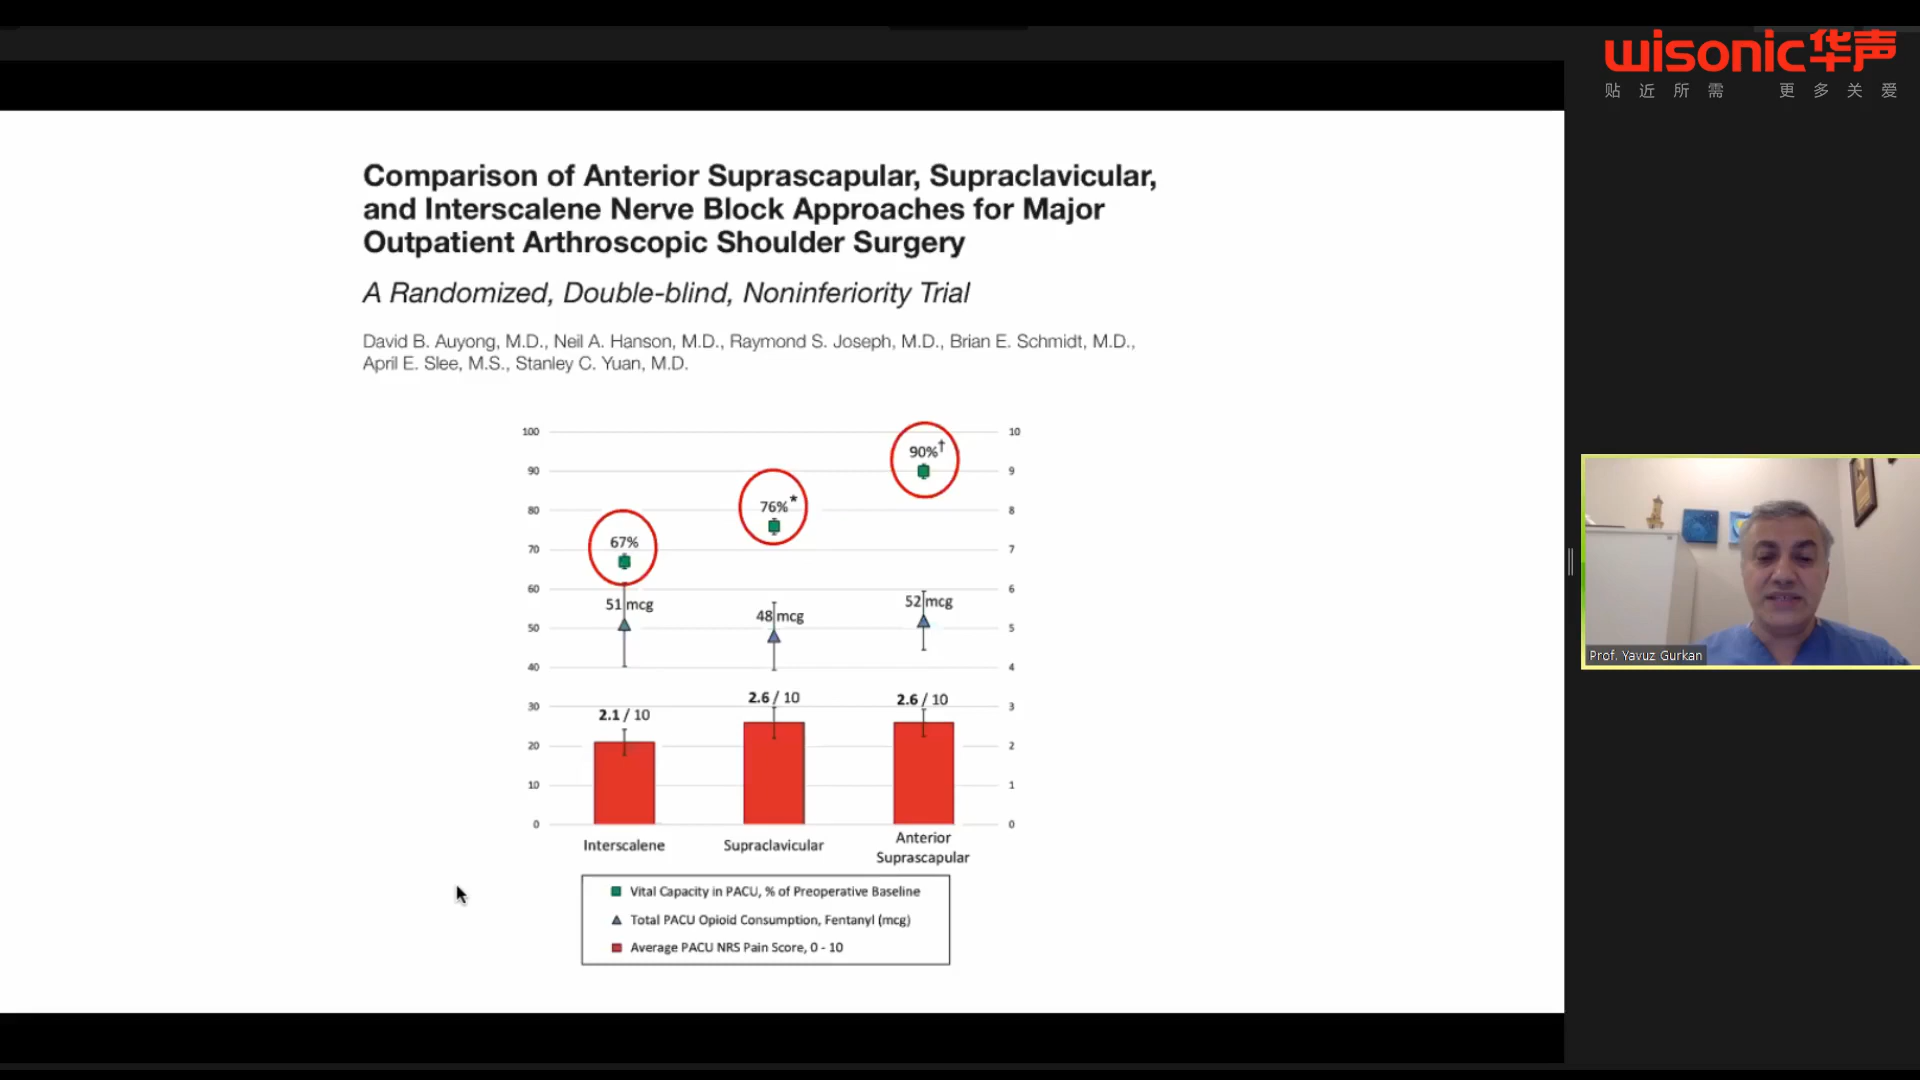 wisonic华声
贴近所需 更多关爱
Comparison of Anterior Suprascapular, Supraclavicular,
and Interscalene Nerve Block Approaches for Major
Outpatient Arthroscopic Shoulder Surgery
A Randomized, Double-blind, Noninferiority Trial
David B. Auyong, M.D., Neil A. Hanson, M.D., Raymond S. Joseph, M.D., Brian E. Schmidt, M.D.,
April E. Slee, M.S., Stanley C. Yuan, M.D.
100
90
80
70
60
50
40
30
20
10
0
10
9
8
7
6
5
4
3
2
1
0
67%
76%*
90%†
51 mcg
48 mcg
52 mcg
2.1 / 10
2.6 / 10
2.6 / 10
Interscalene
Supraclavicular
Anterior
Suprascapular
Vital Capacity in PACU, % of Preoperative Baseline
Total PACU Opioid Consumption, Fentanyl (mcg)
Average PACU NRS Pain Score, 0 - 10
Prof. Yavuz Gurkan